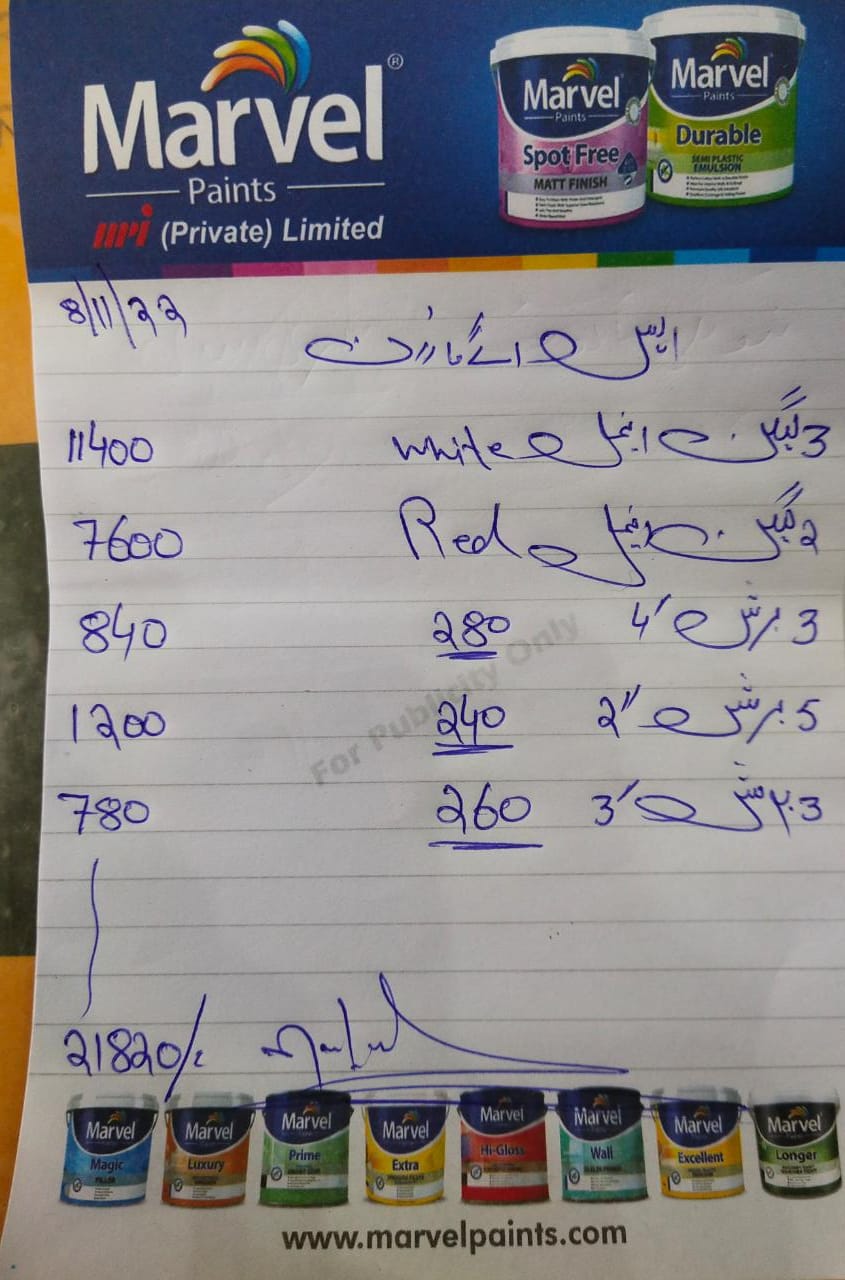 Marvel®
Paints
mpi (Private) Limited
Marvel
Paints
Spot Free
MATT FINISH
Marvel
Paints
Durable
SEMI PLASTIC
EMULSION
8/11/22
ایس اے گارڈن
3 گیلن انیمل White 11400
2 گیلن انیمل Red 7600
3 برش 4' 280 840
5 برش 2" 240 1200
3 برش 3' 260 780
For Publicity Only
21820/-
Marvel Magic
Marvel Luxury
Marvel Prime
Marvel Extra
Marvel Hi-Gloss
Marvel Wall
Marvel Excellent
Marvel Longer
www.marvelpaints.com